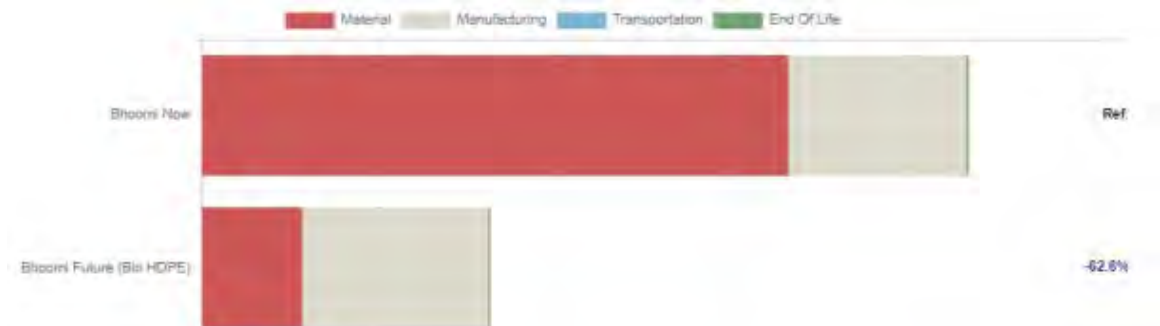 Material Manufacturing Transportation End Of Life
Bhoomi Now Ref
Bhoomi Future (Bio HDPE) -62.6%